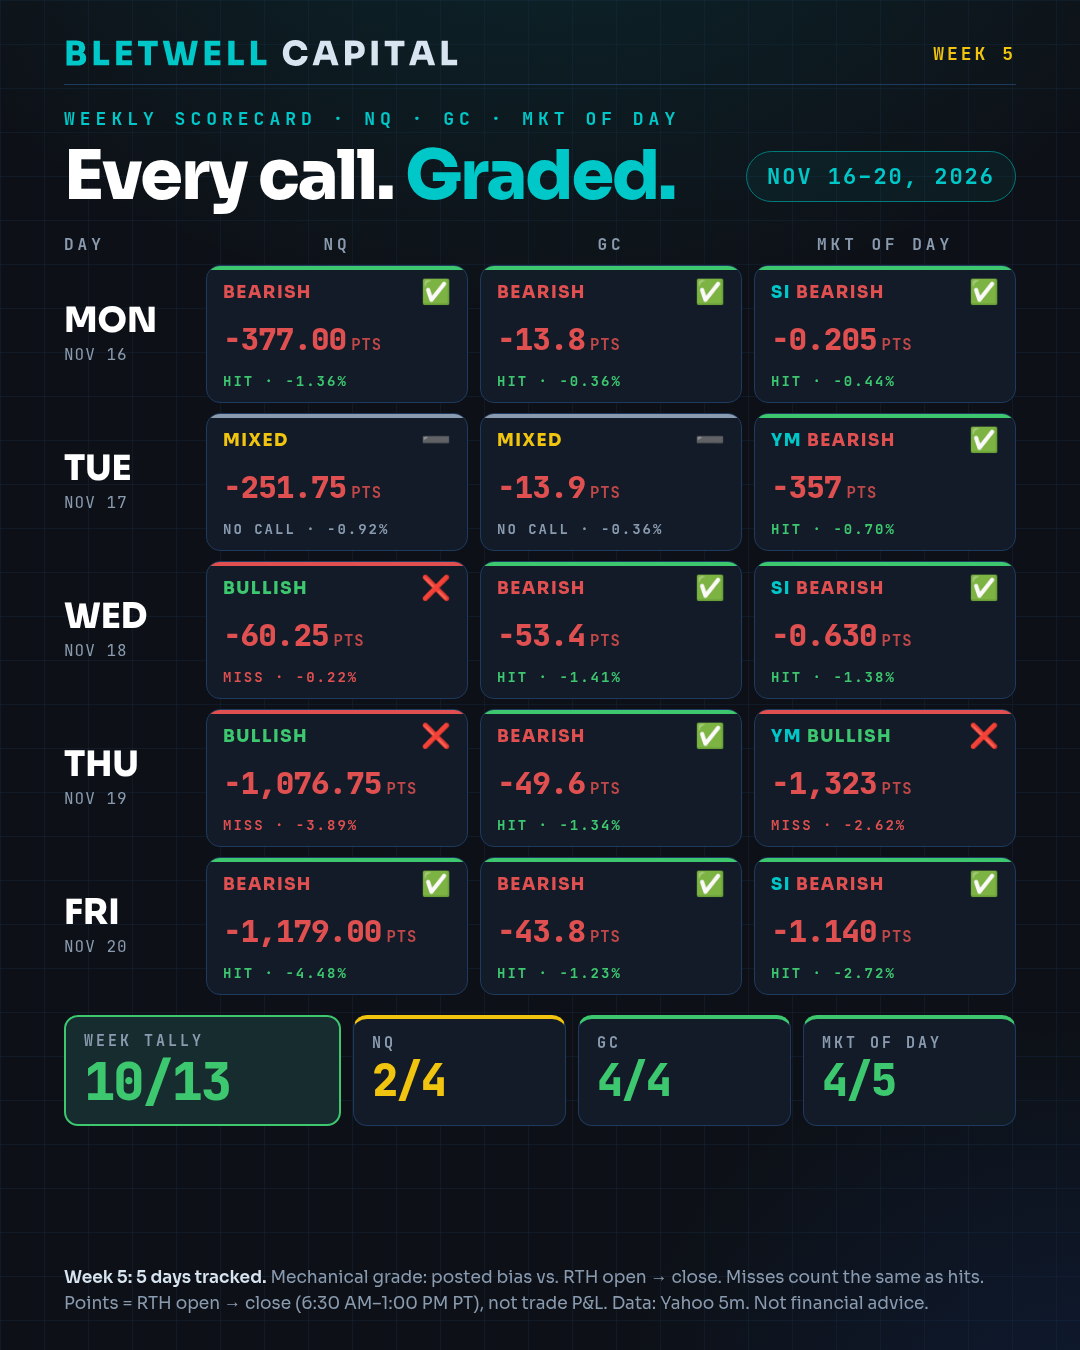 BLETWELL CAPITAL
WEEK 5
WEEKLY SCORECARD · NQ · GC · MKT OF DAY
Every call. Graded.
NOV 16–20, 2026
DAY NQ GC MKT OF DAY
MON
NOV 16
BEARISH ✅
-377.00 PTS
HIT · -1.36%
BEARISH ✅
-13.8 PTS
HIT · -0.36%
SI BEARISH ✅
-0.205 PTS
HIT · -0.44%
TUE
NOV 17
MIXED ➖
-251.75 PTS
NO CALL · -0.92%
MIXED ➖
-13.9 PTS
NO CALL · -0.36%
YM BEARISH ✅
-357 PTS
HIT · -0.70%
WED
NOV 18
BULLISH ❌
-60.25 PTS
MISS · -0.22%
BEARISH ✅
-53.4 PTS
HIT · -1.41%
SI BEARISH ✅
-0.630 PTS
HIT · -1.38%
THU
NOV 19
BULLISH ❌
-1,076.75 PTS
MISS · -3.89%
BEARISH ✅
-49.6 PTS
HIT · -1.34%
YM BULLISH ❌
-1,323 PTS
MISS · -2.62%
FRI
NOV 20
BEARISH ✅
-1,179.00 PTS
HIT · -4.48%
BEARISH ✅
-43.8 PTS
HIT · -1.23%
SI BEARISH ✅
-1.140 PTS
HIT · -2.72%
WEEK TALLY
10/13
NQ
2/4
GC
4/4
MKT OF DAY
4/5
Week 5: 5 days tracked. Mechanical grade: posted bias vs. RTH open → close. Misses count the same as hits.
Points = RTH open → close (6:30 AM–1:00 PM PT), not trade P&L. Data: Yahoo 5m. Not financial advice.